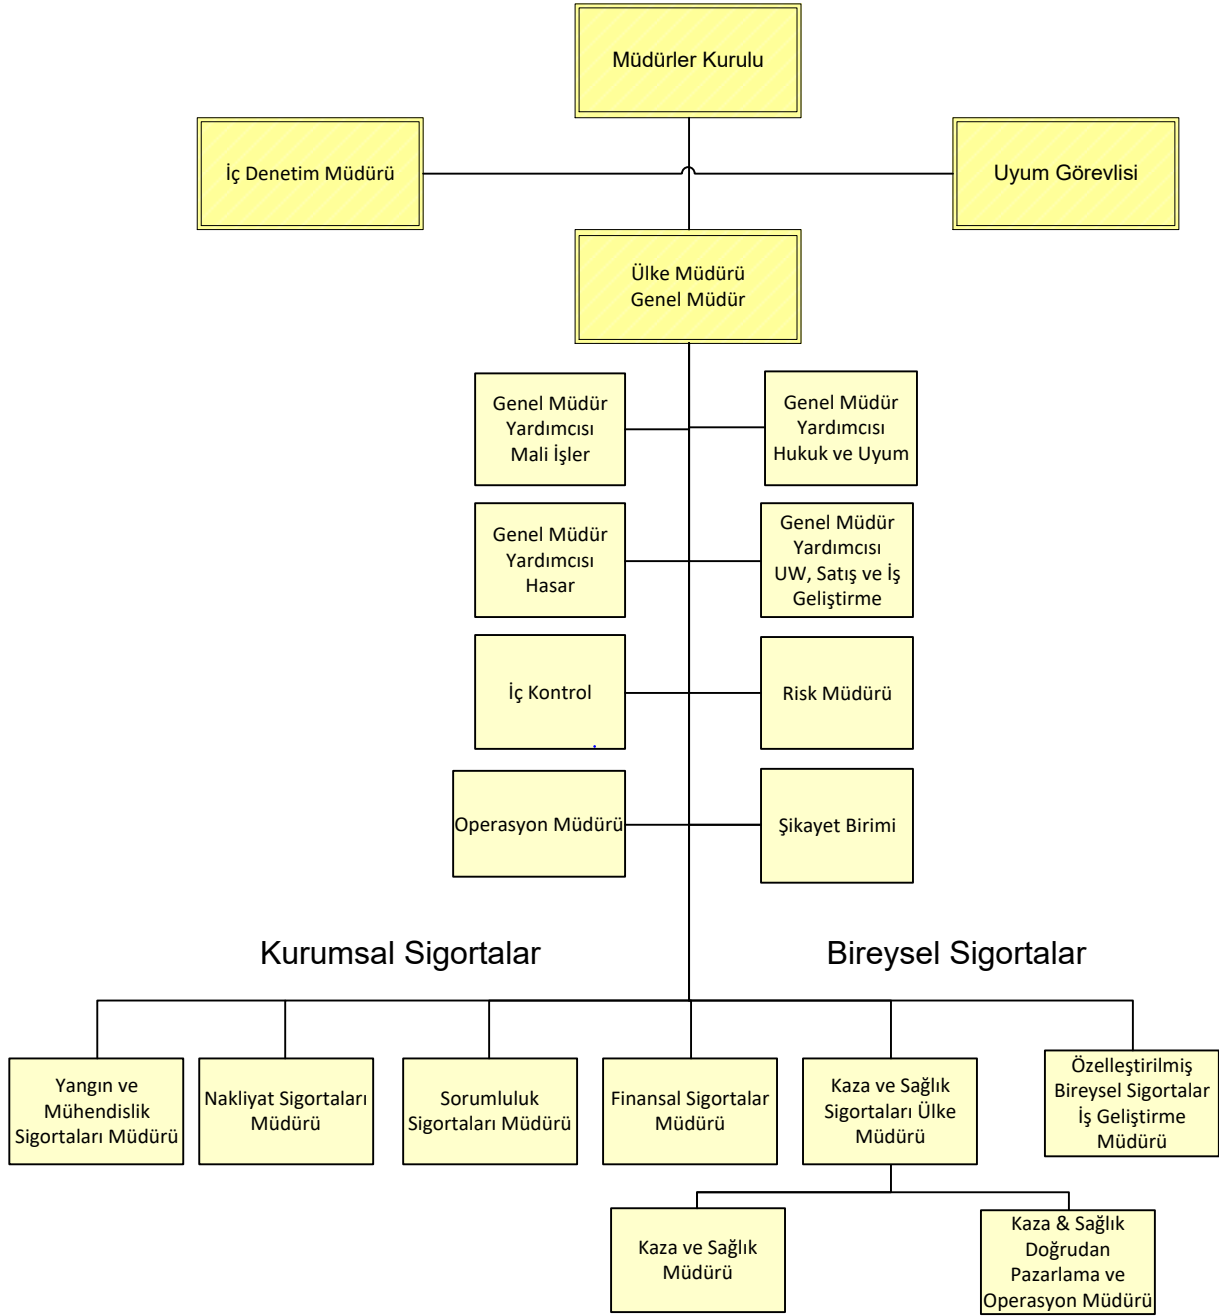 Müdürler Kurulu
İç Denetim Müdürü
Uyum Görevlisi
Ülke Müdürü
Genel Müdür
Genel Müdür
Yardımcısı
Mali İşler
Genel Müdür
Yardımcısı
Hukuk ve Uyum
Genel Müdür
Yardımcısı
Hasar
Genel Müdür
Yardımcısı
UW, Satış ve İş
Geliştirme
İç Kontrol
Risk Müdürü
Operasyon Müdürü
Şikayet Birimi
Kurumsal Sigortalar
Bireysel Sigortalar
Yangın ve
Mühendislik
Sigortaları Müdürü
Nakliyat Sigortaları
Müdürü
Sorumluluk
Sigortaları Müdürü
Finansal Sigortalar
Müdürü
Kaza ve Sağlık
Sigortaları Ülke
Müdürü
Özelleştirilmiş
Bireysel Sigortalar
İş Geliştirme
Müdürü
Kaza ve Sağlık
Müdürü
Kaza & Sağlık
Doğrudan
Pazarlama ve
Operasyon Müdürü